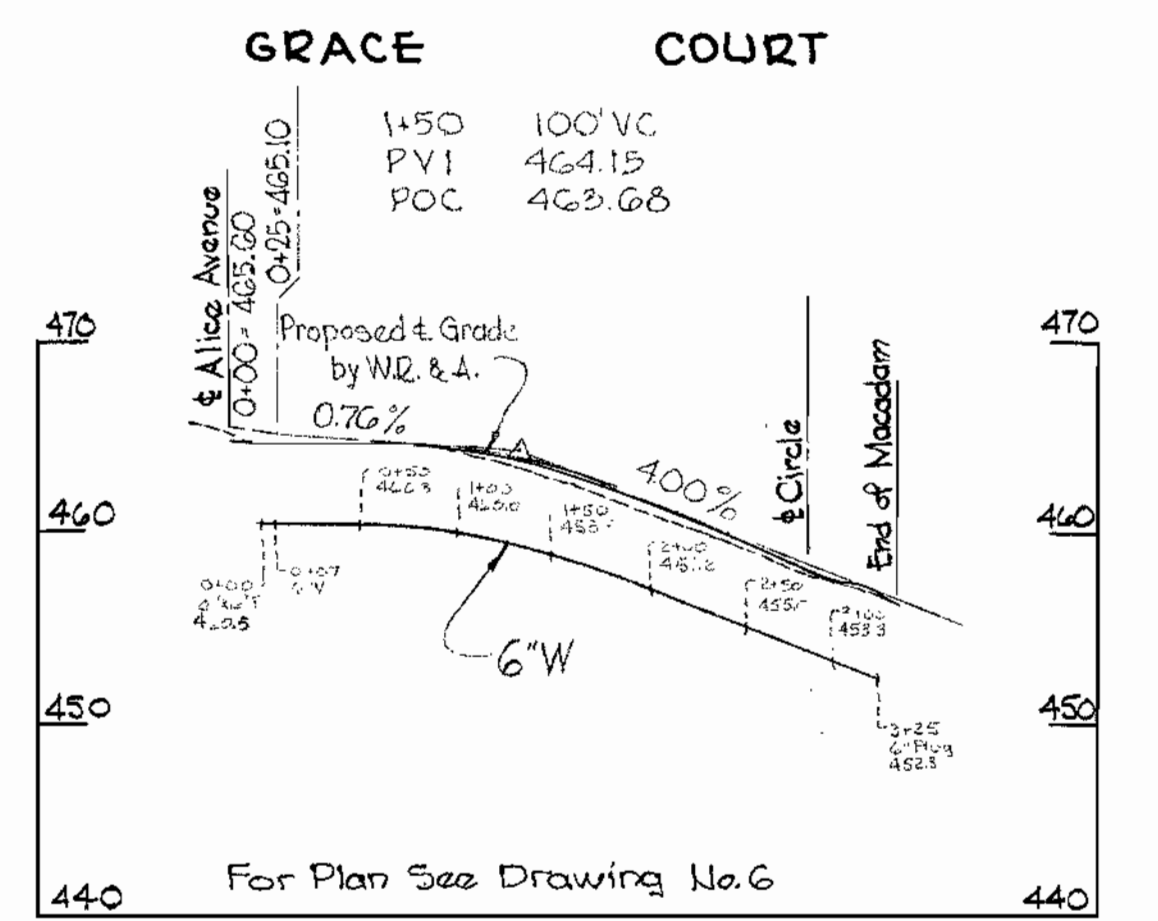 GRACE COURT
1+50 100' VC
PVI 464.15
POC 463.68
℄ Alice Avenue
0+00 = 465.60
0+25=465.10
470
470
Proposed ℄ Grade
by W.R. & A.
0.76%
4.00%
℄ Circle
End of Macadam
460
460
0+50
1+00
1+50
2+00
2+50
455.
453.3
0+00
0+07
6"V
6"W
450
450
3+25
6" Plug
452.3
For Plan See Drawing No.6
440
440